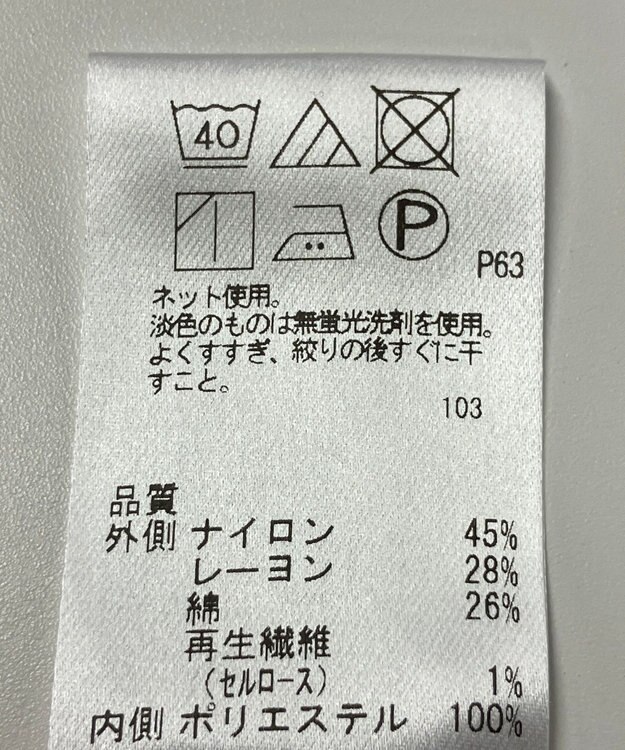 40
P
P63
ネット使用。
淡色のものは無蛍光洗剤を使用。
よくすすぎ、絞りの後すぐに干
すこと。
103
品質
外側 ナイロン 45%
レーヨン 28%
綿 26%
再生繊維
(セルロース) 1%
内側 ポリエステル 100%